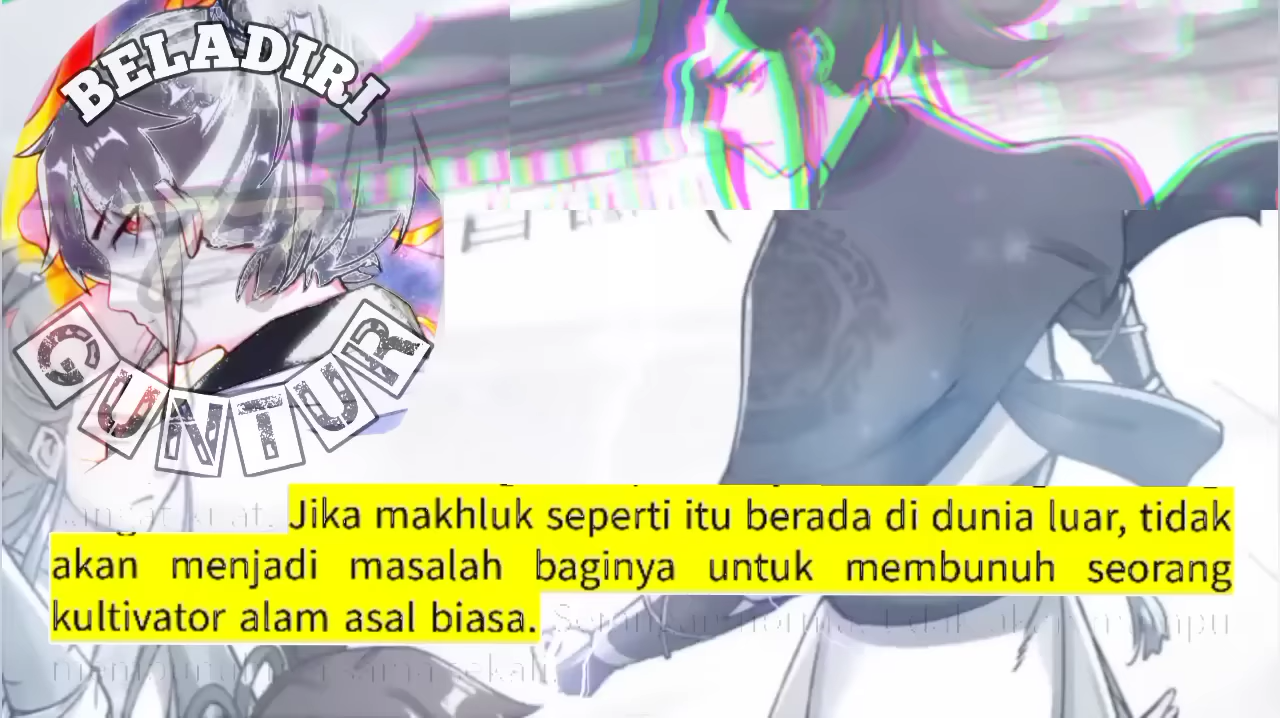 BELADIRI
GUNTUR
Jika makhluk seperti itu berada di dunia luar, tidak
akan menjadi masalah baginya untuk membunuh seorang
kultivator alam asal biasa.